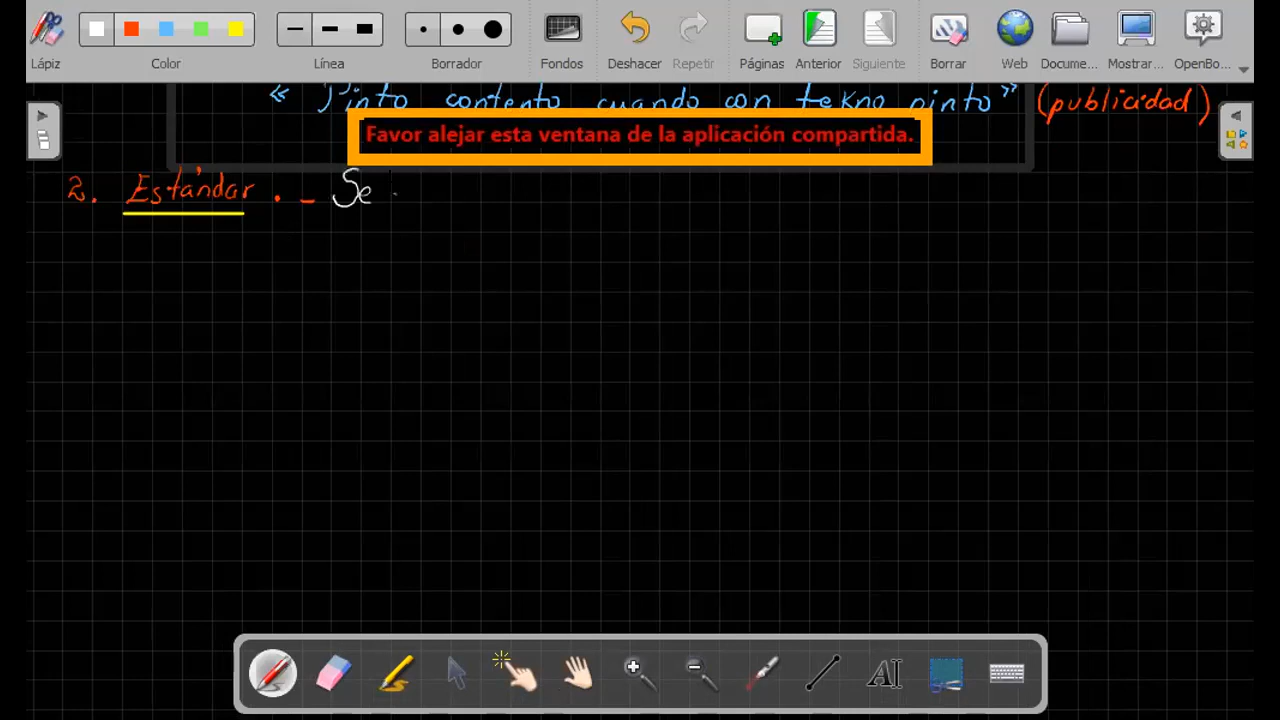 Lápiz Color Línea Borrador Fondos Deshacer Repetir Páginas Anterior Siguiente Borrar Web Docume... Mostrar... OpenBo...
« Pinto contento cuando con tekno pinto” (publicidad)
Favor alejar esta ventana de la aplicación compartida.
2. Estándar . - Se